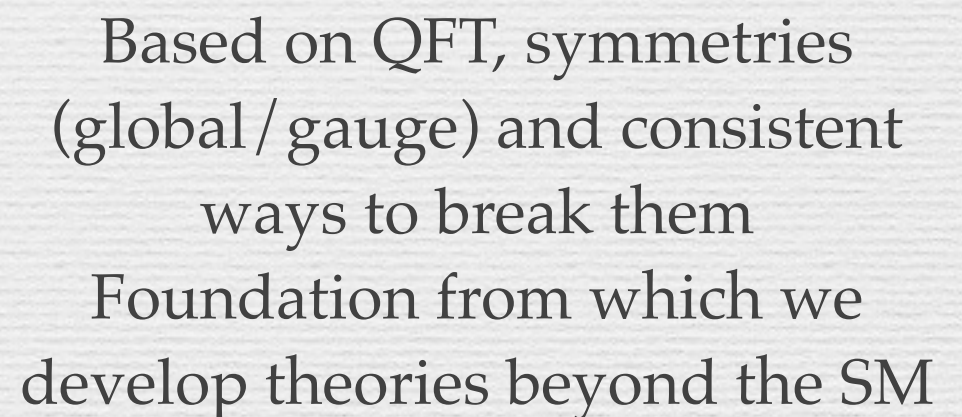 Based on QFT, symmetries
(global/gauge) and consistent
ways to break them
Foundation from which we
develop theories beyond the SM